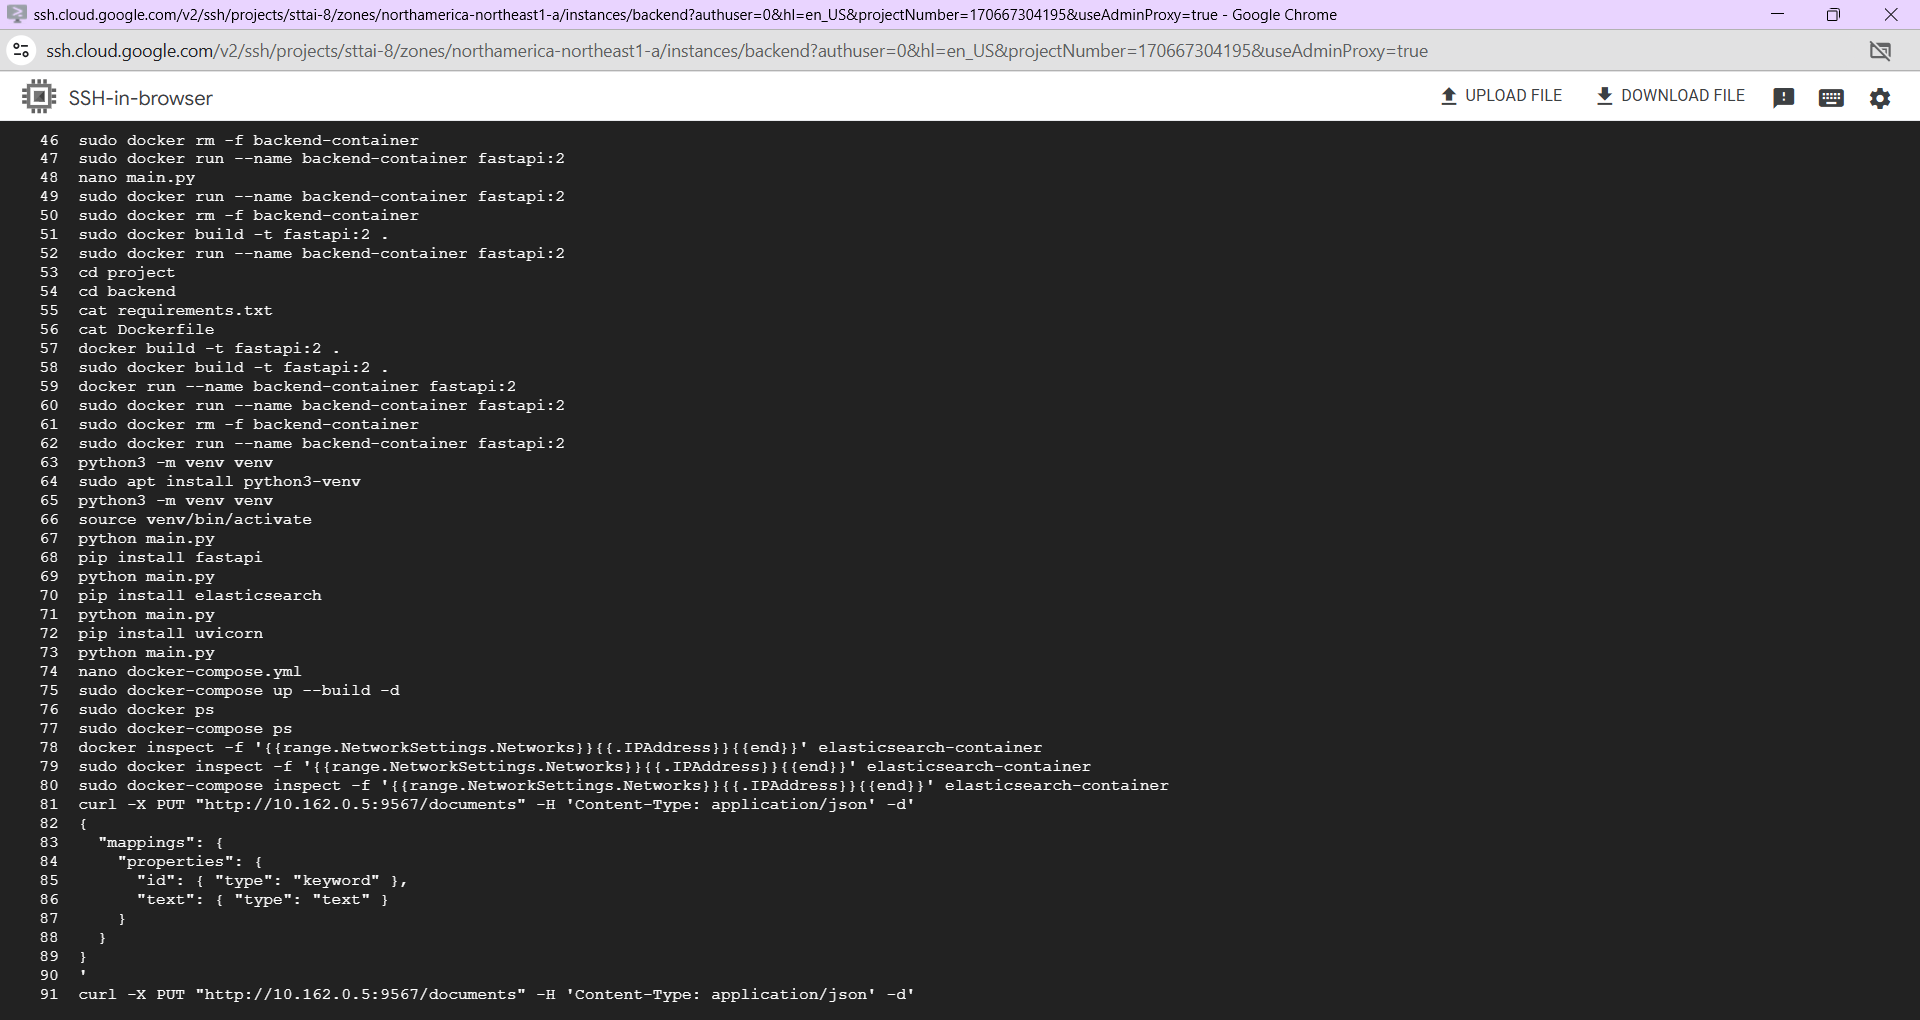 ssh.cloud.google.com/v2/ssh/projects/sttai-8/zones/northamerica-northeast1-a/instances/backend?authuser=0&hl=en_US&projectNumber=170667304195&useAdminProxy=true - Google Chrome
ssh.cloud.google.com/v2/ssh/projects/sttai-8/zones/northamerica-northeast1-a/instances/backend?authuser=0&hl=en_US&projectNumber=170667304195&useAdminProxy=true
SSH-in-browser
UPLOAD FILE
DOWNLOAD FILE
46  sudo docker rm -f backend-container
47  sudo docker run --name backend-container fastapi:2
48  nano main.py
49  sudo docker run --name backend-container fastapi:2
50  sudo docker rm -f backend-container
51  sudo docker build -t fastapi:2 .
52  sudo docker run --name backend-container fastapi:2
53  cd project
54  cd backend
55  cat requirements.txt
56  cat Dockerfile
57  docker build -t fastapi:2 .
58  sudo docker build -t fastapi:2 .
59  docker run --name backend-container fastapi:2
60  sudo docker run --name backend-container fastapi:2
61  sudo docker rm -f backend-container
62  sudo docker run --name backend-container fastapi:2
63  python3 -m venv venv
64  sudo apt install python3-venv
65  python3 -m venv venv
66  source venv/bin/activate
67  python main.py
68  pip install fastapi
69  python main.py
70  pip install elasticsearch
71  python main.py
72  pip install uvicorn
73  python main.py
74  nano docker-compose.yml
75  sudo docker-compose up --build -d
76  sudo docker ps
77  sudo docker-compose ps
78  docker inspect -f '{{range.NetworkSettings.Networks}}{{.IPAddress}}{{end}}' elasticsearch-container
79  sudo docker inspect -f '{{range.NetworkSettings.Networks}}{{.IPAddress}}{{end}}' elasticsearch-container
80  sudo docker-compose inspect -f '{{range.NetworkSettings.Networks}}{{.IPAddress}}{{end}}' elasticsearch-container
81  curl -X PUT "http://10.162.0.5:9567/documents" -H 'Content-Type: application/json' -d'
82  {
83    "mappings": {
84      "properties": {
85        "id": { "type": "keyword" },
86        "text": { "type": "text" }
87      }
88    }
89  }
90  '
91  curl -X PUT "http://10.162.0.5:9567/documents" -H 'Content-Type: application/json' -d'